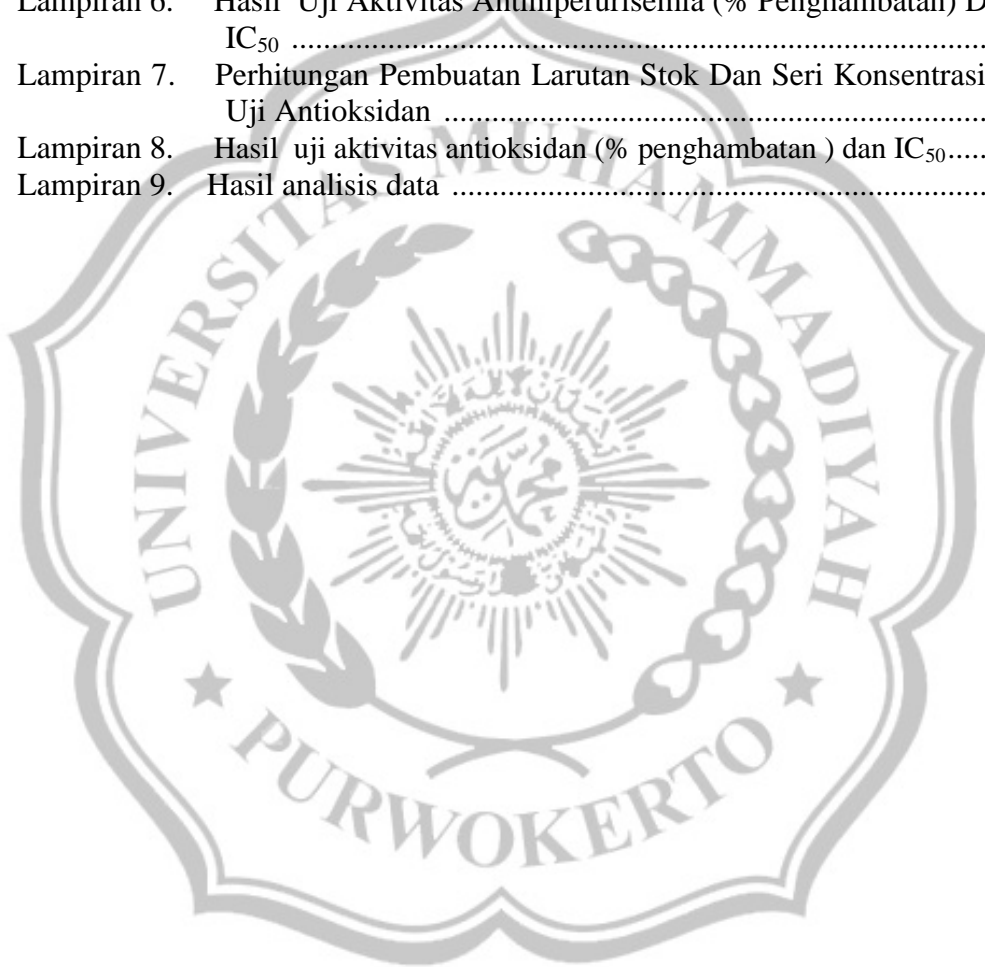 Lampiran 6. Hasil Uji Aktivitas Antihiperurisemia (% Penghambatan) D
IC50 ........................................................................................
Lampiran 7. Perhitungan Pembuatan Larutan Stok Dan Seri Konsentrasi
Uji Antioksidan .....................................................................
Lampiran 8. Hasil uji aktivitas antioksidan (% penghambatan ) dan IC50.....
Lampiran 9. Hasil analisis data ....................................................................
UNIVERSITAS MUHAMMADIYAH
PURWOKERTO